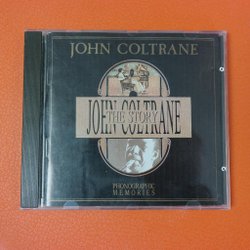 JOHN COLTRANE
THE STORY
JOHN COLTRANE
PHONOGRAPHIC
MEMORIES